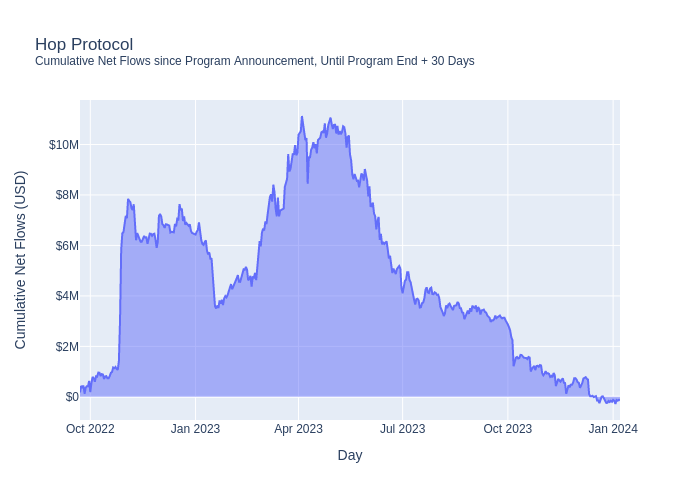 Hop Protocol
Cumulative Net Flows since Program Announcement, Until Program End + 30 Days
Cumulative Net Flows (USD)
$10M
$8M
$6M
$4M
$2M
$0
Oct 2022 Jan 2023 Apr 2023 Jul 2023 Oct 2023 Jan 2024
Day